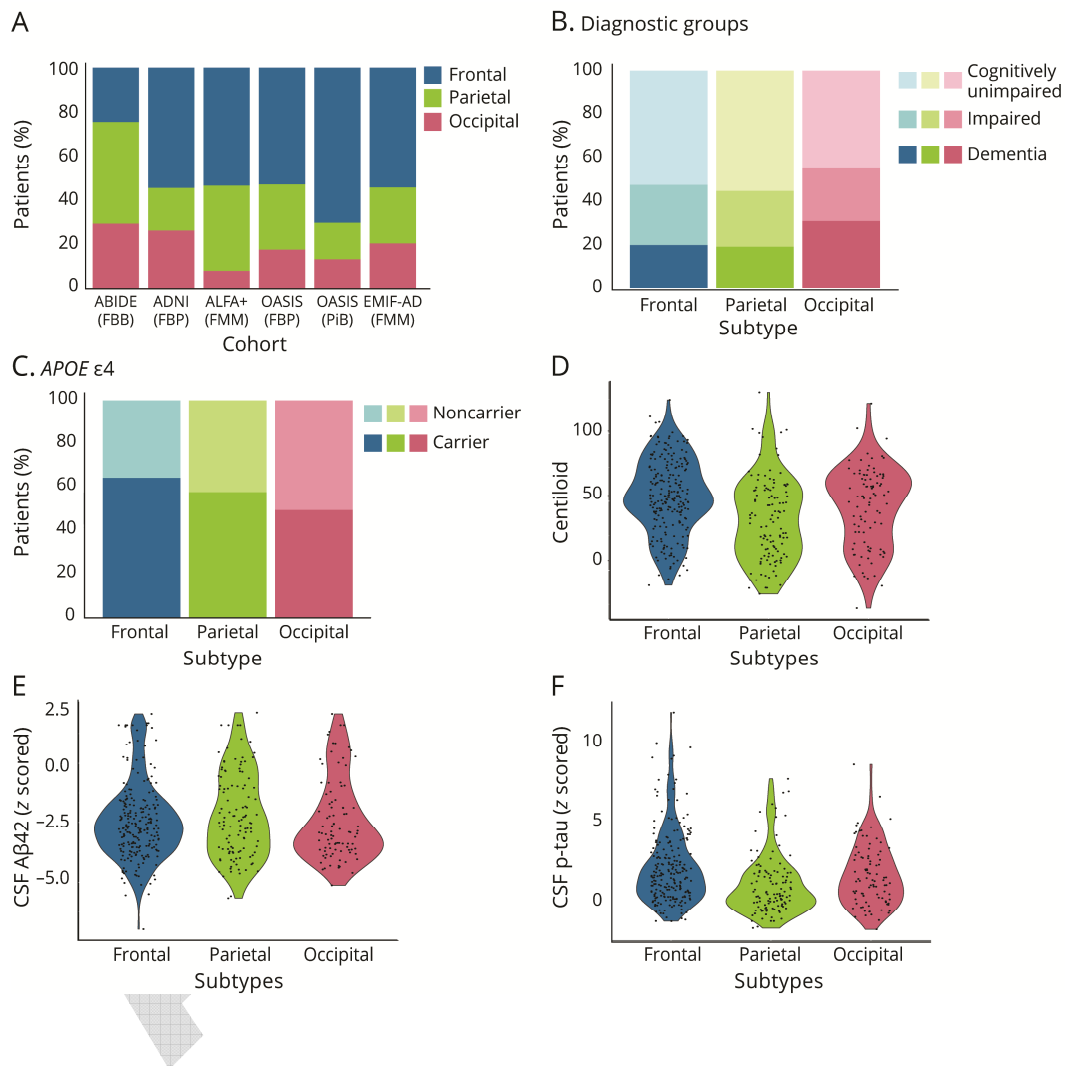 A
100
80
60
40
20
0
Patients (%)
Frontal
Parietal
Occipital
ABIDE (FBB)
ADNI (FBP)
ALFA+ (FMM)
OASIS (FBP)
OASIS (PiB)
EMIF-AD (FMM)
Cohort
B. Diagnostic groups
100
80
60
40
20
0
Patients (%)
Cognitively
unimpaired
Impaired
Dementia
Frontal Parietal Occipital
Subtype
C. APOE ε4
100
80
60
40
20
0
Patients (%)
Noncarrier
Carrier
Frontal Parietal Occipital
Subtype
D
100
50
0
Centiloid
Frontal Parietal Occipital
Subtypes
E
2.5
0.0
–2.5
–5.0
CSF Aβ42 (z scored)
Frontal Parietal Occipital
Subtypes
F
10
5
0
CSF p-tau (z scored)
Frontal Parietal Occipital
Subtypes